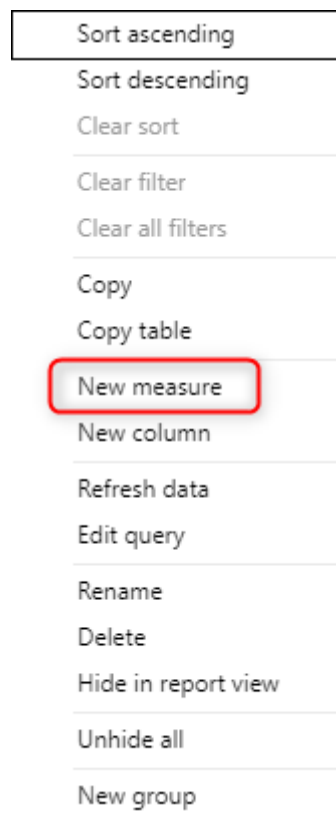 Sort ascending
Sort descending
Clear sort
Clear filter
Clear all filters
Copy
Copy table
New measure
New column
Refresh data
Edit query
Rename
Delete
Hide in report view
Unhide all
New group